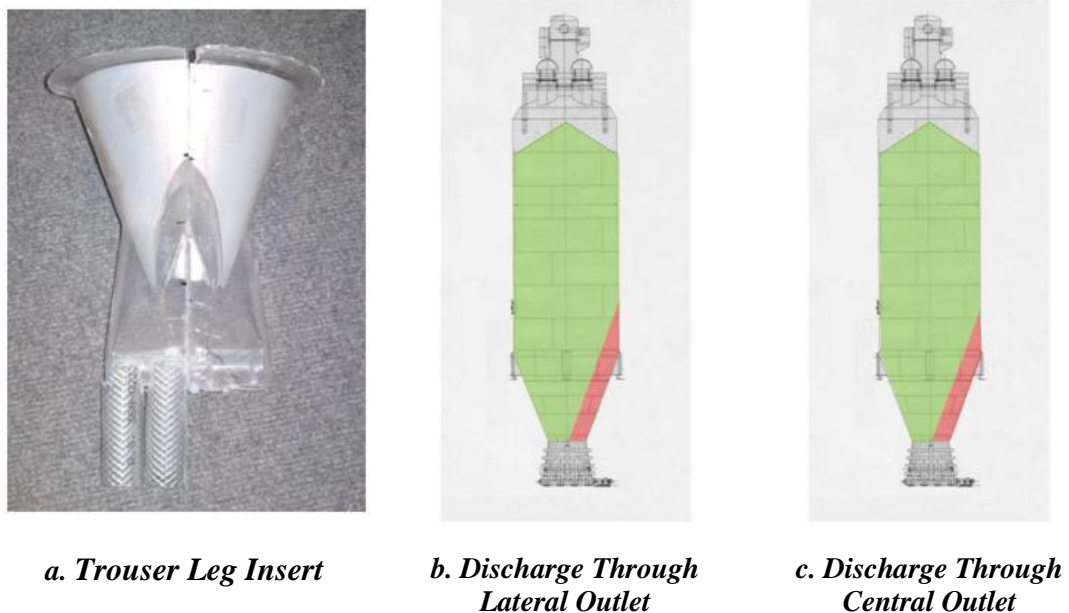 a. Trouser Leg Insert
b. Discharge Through
Lateral Outlet
c. Discharge Through
Central Outlet